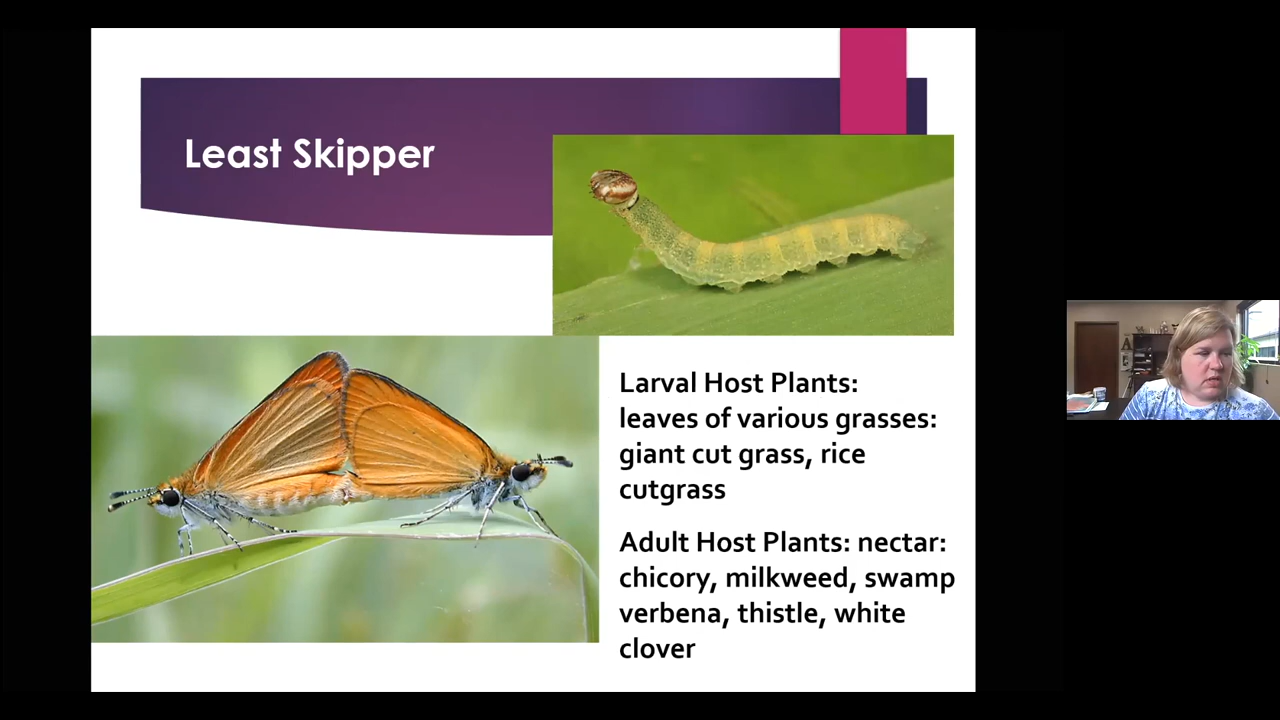 Least Skipper
Larval Host Plants:
leaves of various grasses:
giant cut grass, rice
cutgrass
Adult Host Plants: nectar:
chicory, milkweed, swamp
verbena, thistle, white
clover